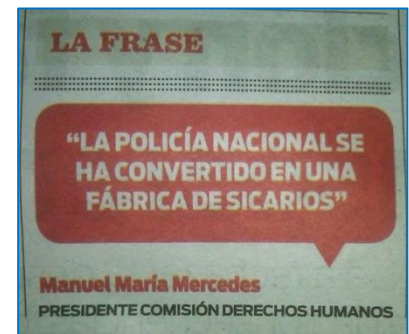 LA FRASE
“LA POLICÍA NACIONAL SE
HA CONVERTIDO EN UNA
FÁBRICA DE SICARIOS”
Manuel María Mercedes
PRESIDENTE COMISIÓN DERECHOS HUMANOS